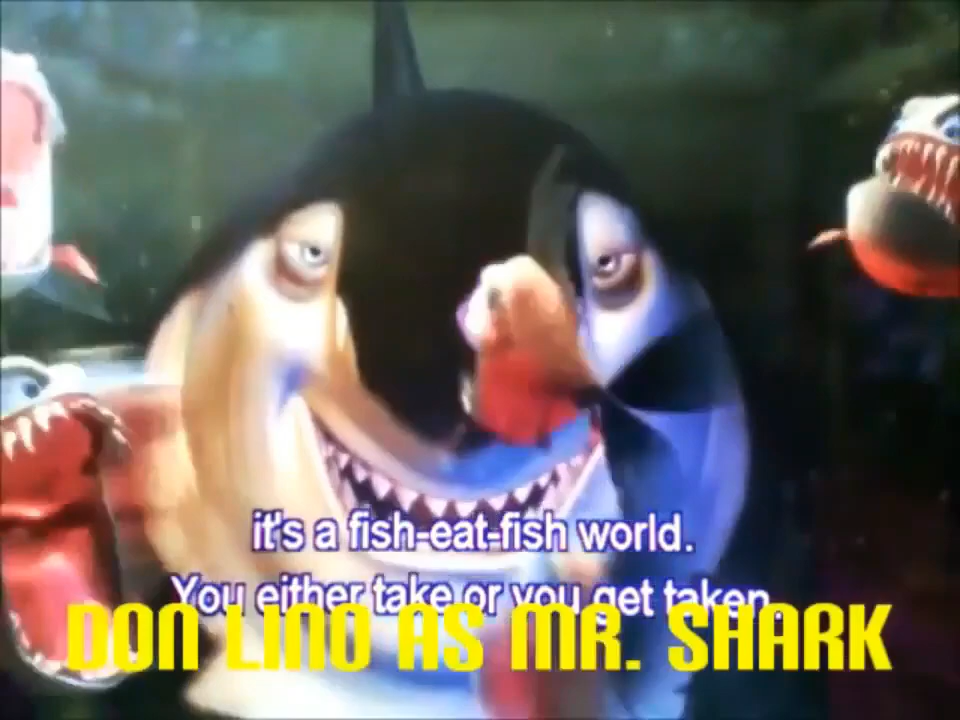 it's a fish-eat-fish world.
You either take or you get taken.
DON LINO AS MR. SHARK